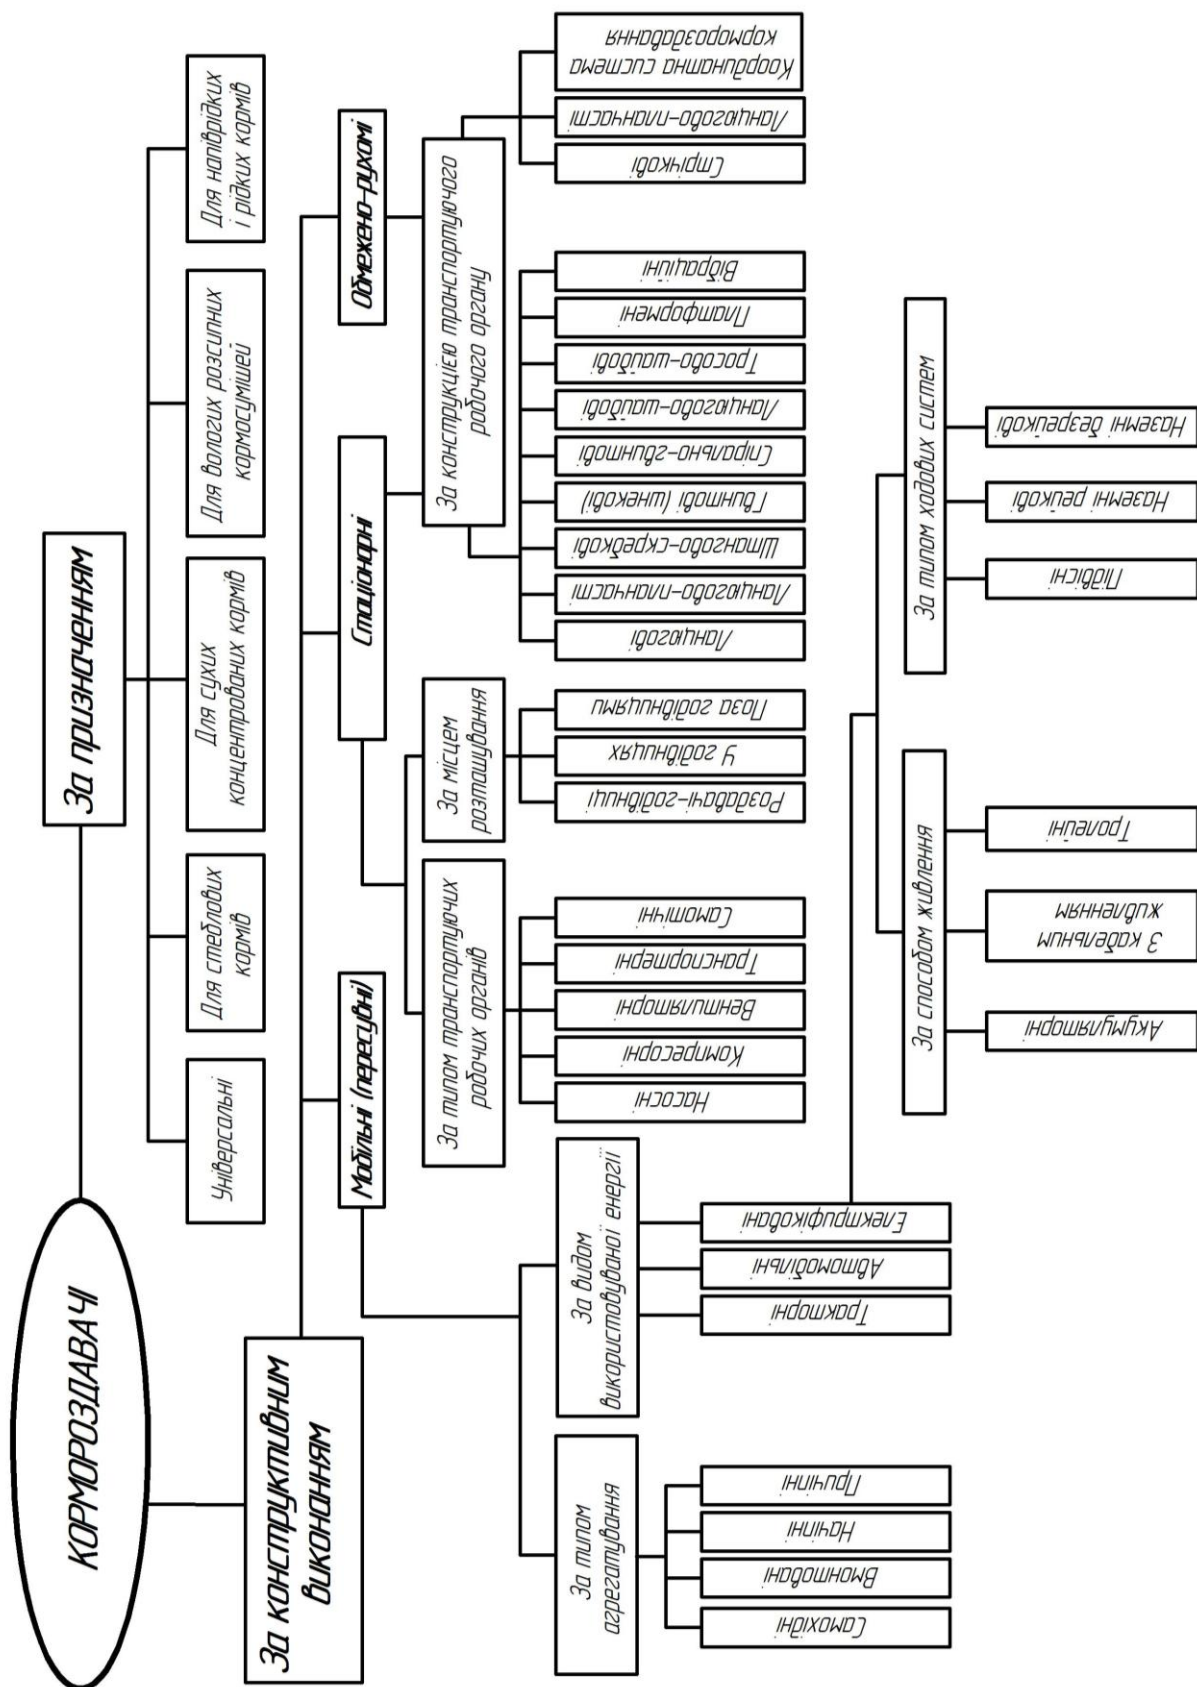 КОРМОРОЗДАВАЧІ
За призначенням
Універсальні
Для стеблових
кормів
Для сухих
концентрованих кормів
Для вологих розсипних
кормосумішей
Для напіврідких
і рідких кормів
За конструктивним
виконанням
Мобільні (пересувні)
Стаціонарні
Обмежено-рухомі
За типом транспортуючих
робочих органів
За місцем
розташування
За конструкцією транспортуючого
робочого органу
За типом
агрегатування
Самохідні
Вмонтовані
Начіпні
Причіпні
За видом
використовуваної енергії
Тракторні
Автомобільні
Електрифіковані
Насосні
Компресорні
Вентиляторні
Транспортерні
Самотічні
Роздавачі-годівниці
У годівницях
Поза годівницями
Ланцюгові
Ланцюгово-планчасті
Штангово-скребкові
Гвинтові (шнекові)
Спірально-гвинтові
Ланцюгово-шайбові
Тросово-шайбові
Платформені
Вібраційні
Стрічкові
Ланцюгово-планчасті
Координатна система
кормороздавання
За способом живлення
Акумуляторні
З кабельним
живленням
Тролейні
За типом ходових систем
Підвісні
Наземні рейкові
Наземні безрейкові